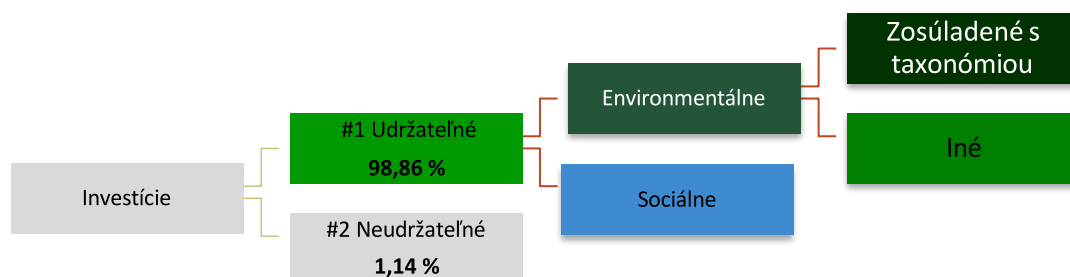 Investície
#1 Udržateľné
98,86 %
#2 Neudržateľné
1,14 %
Environmentálne
Sociálne
Zosúladené s
taxonómiou
Iné